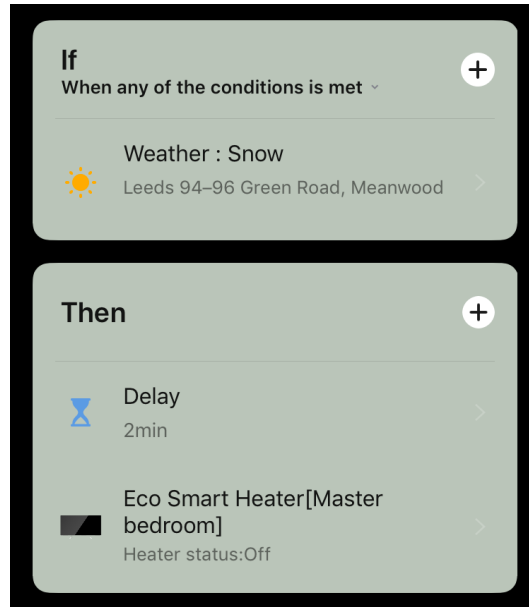 If
When any of the conditions is met
Weather : Snow
Leeds 94–96 Green Road, Meanwood
Then
Delay
2min
Eco Smart Heater[Master
bedroom]
Heater status:Off